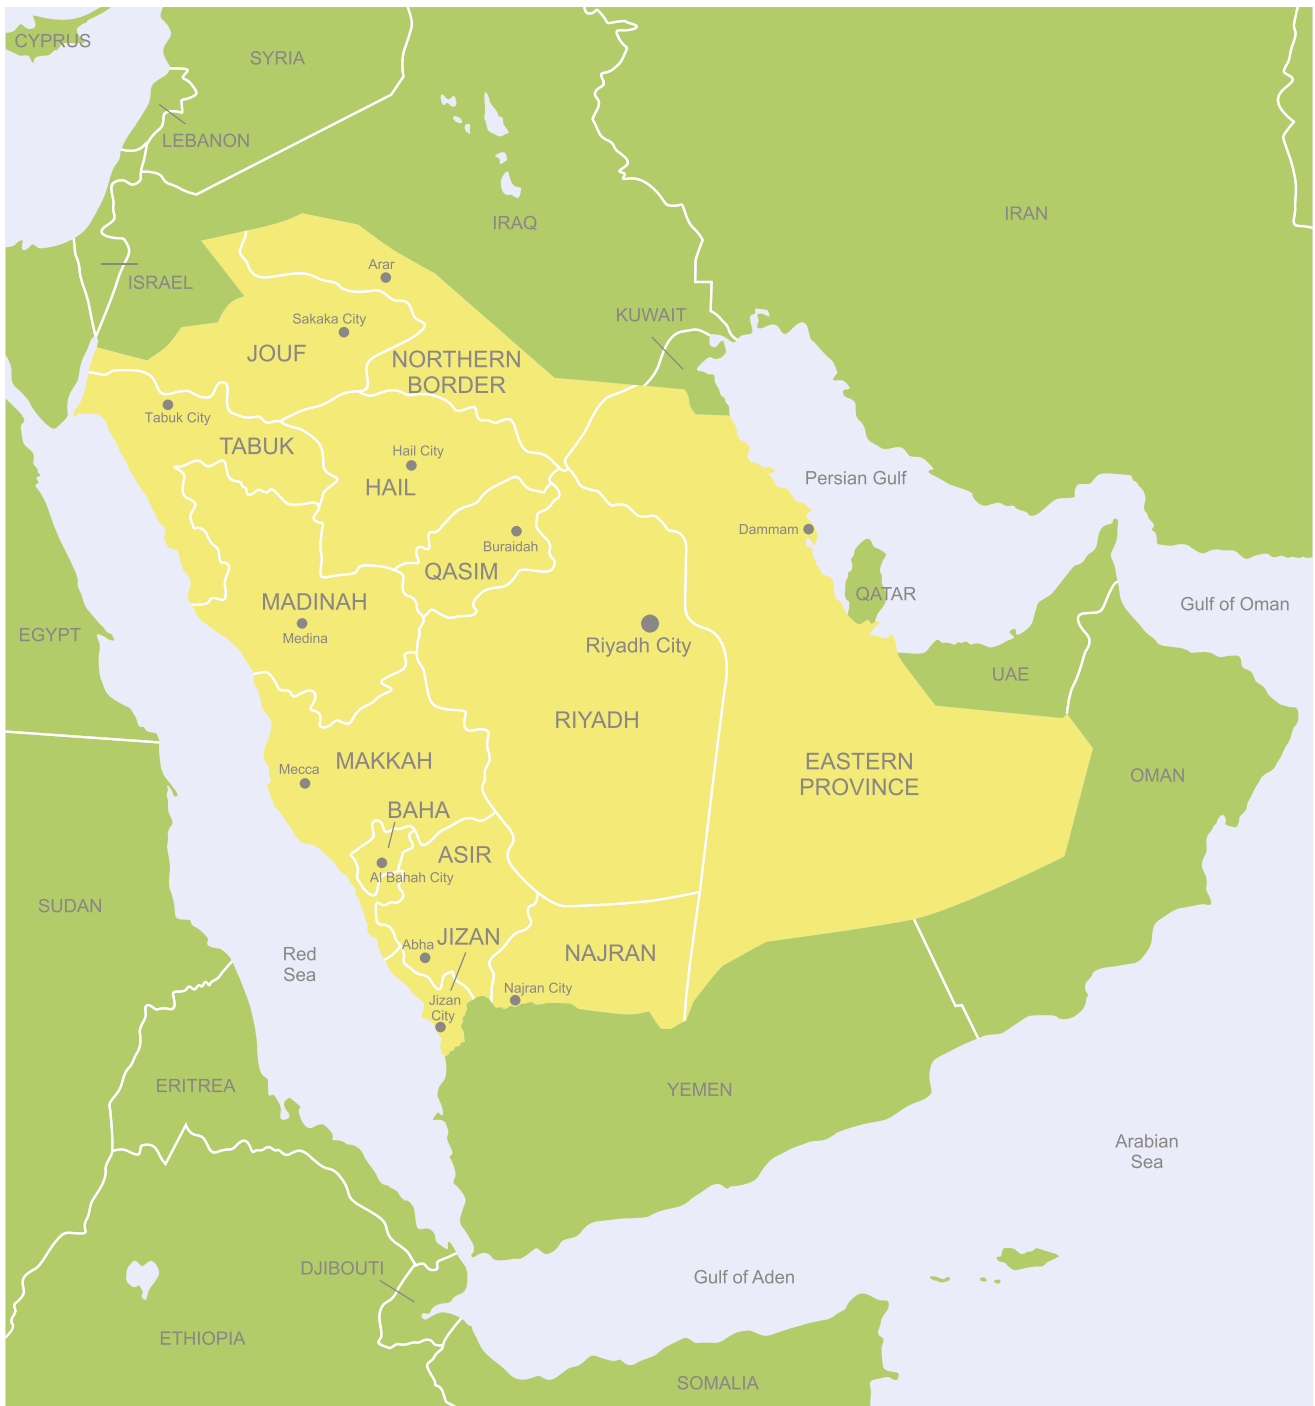 CYPRUS
SYRIA
LEBANON
IRAQ
IRAN
ISRAEL
Arar
KUWAIT
Sakaka City
JOUF
NORTHERN
BORDER
Tabuk City
TABUK
Hail City
HAIL
Persian Gulf
Dammam
Buraidah
QASIM
QATAR
MADINAH
Medina
Gulf of Oman
EGYPT
Riyadh City
UAE
RIYADH
MAKKAH
Mecca
EASTERN
PROVINCE
OMAN
BAHA
ASIR
Al Bahah City
SUDAN
JIZAN
Abha
NAJRAN
Red
Sea
Najran City
Jizan
City
ERITREA
YEMEN
Arabian
Sea
DJIBOUTI
Gulf of Aden
ETHIOPIA
SOMALIA